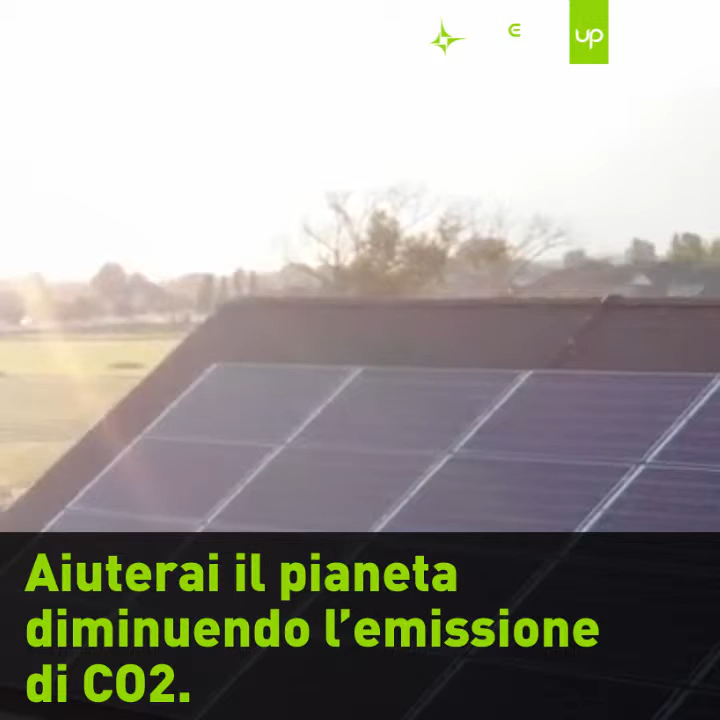 e
up
Aiuterai il pianeta
diminuendo l'emissione
di CO2.